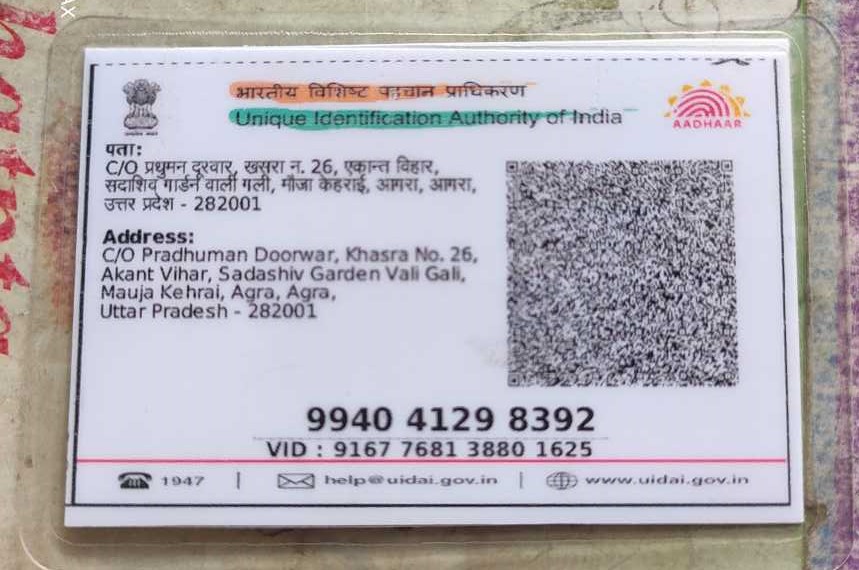 भारतीय विशिष्ट पहचान प्राधिकरण
Unique Identification Authority of India
AADHAAR
पता:
C/O प्रधुमन दूरवार, खसरा न. 26, एकान्त विहार,
सदाशिव गार्डन वाली गली, मौजा केहराई, आगरा, आगरा,
उत्तर प्रदेश - 282001
Address:
C/O Pradhuman Doorwar, Khasra No. 26,
Akant Vihar, Sadashiv Garden Vali Gali,
Mauja Kehrai, Agra, Agra,
Uttar Pradesh - 282001
9940 4129 8392
VID : 9167 7681 3880 1625
1947 | help@uidai.gov.in | www.uidai.gov.in